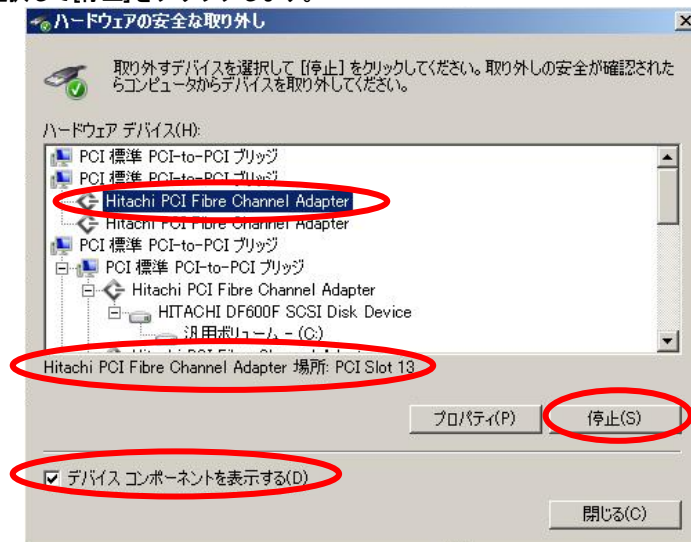 ハードウェアの安全な取り外し
取り外すデバイスを選択して [停止] をクリックしてください。取り外しの安全が確認された
らコンピュータからデバイスを取り外してください。
ハードウェア デバイス(H):
PCI 標準 PCI-to-PCI ブリッジ
PCI 標準 PCI-to-PCI ブリッジ
Hitachi PCI Fibre Channel Adapter
Hitachi PCI Fibre Channel Adapter
PCI 標準 PCI-to-PCI ブリッジ
PCI 標準 PCI-to-PCI ブリッジ
Hitachi PCI Fibre Channel Adapter
HITACHI DF600F SCSI Disk Device
汎用ボリューム - (C:)
Hitachi PCI Fibre Channel Adapter 場所: PCI Slot 13
プロパティ(P)
停止(S)
デバイス コンポーネントを表示する(D)
閉じる(C)